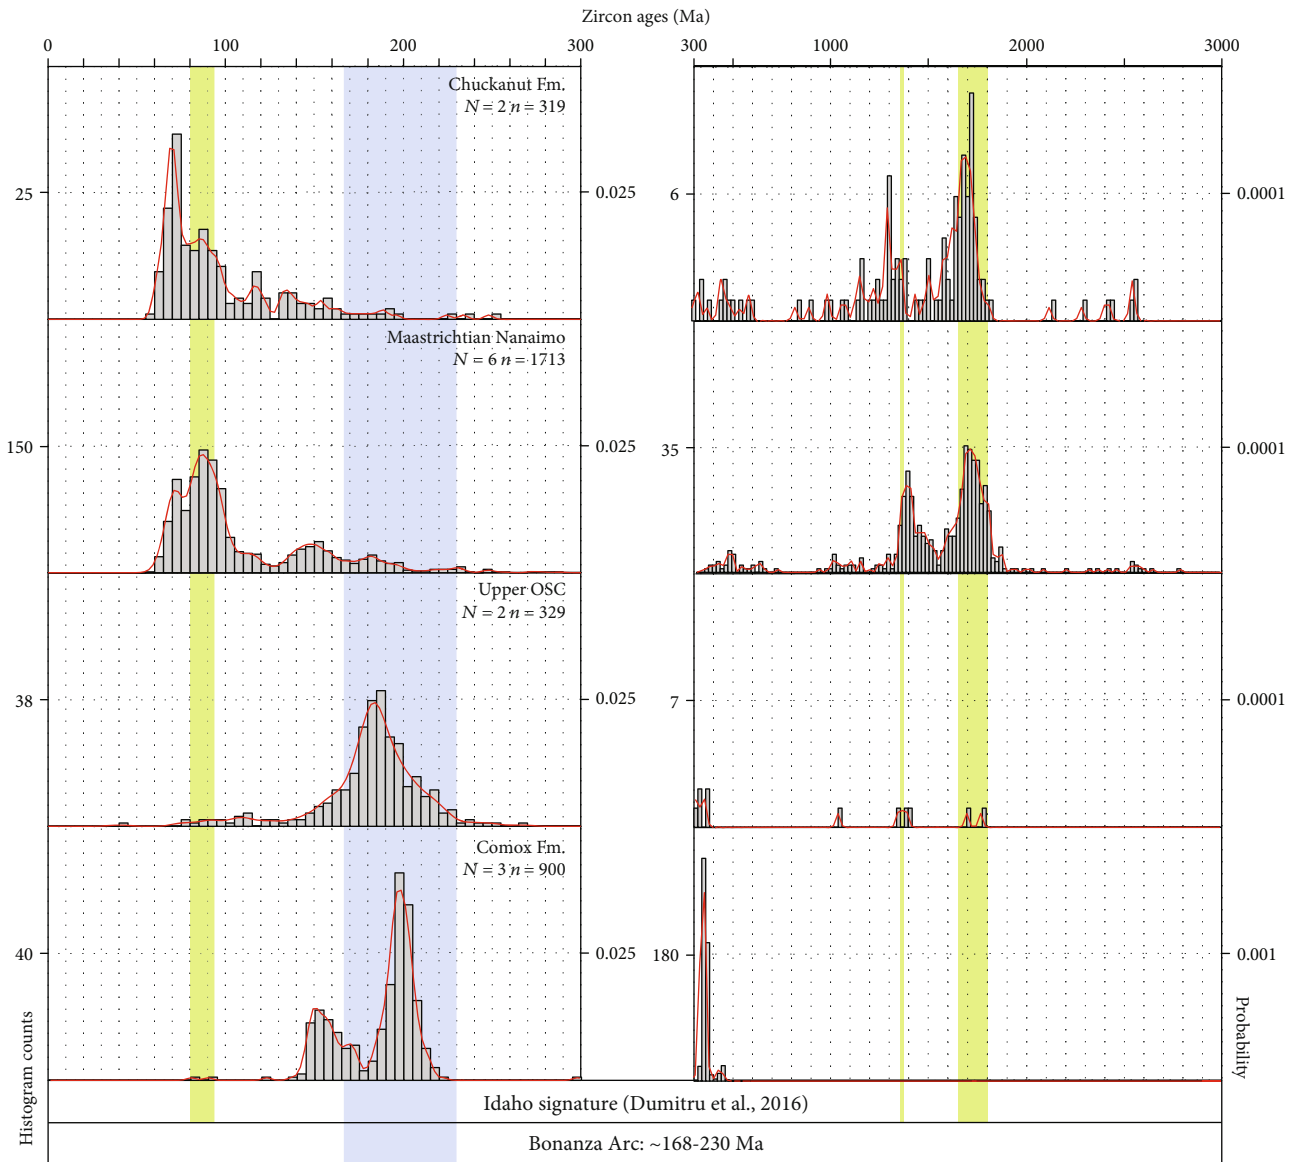 Zircon ages (Ma)
0 100 200 300 300 1000 2000 3000
Chuckanut Fm.
N = 2 n = 319
25 0.025 6 0.0001
Maastrichtian Nanaimo
N = 6 n = 1713
150 0.025 35 0.0001
Upper OSC
N = 2 n = 329
38 0.025 7 0.0001
Comox Fm.
N = 3 n = 900
40 0.025 180 0.001
Histogram counts
Probability
Idaho signature (Dumitru et al., 2016)
Bonanza Arc: ~168-230 Ma